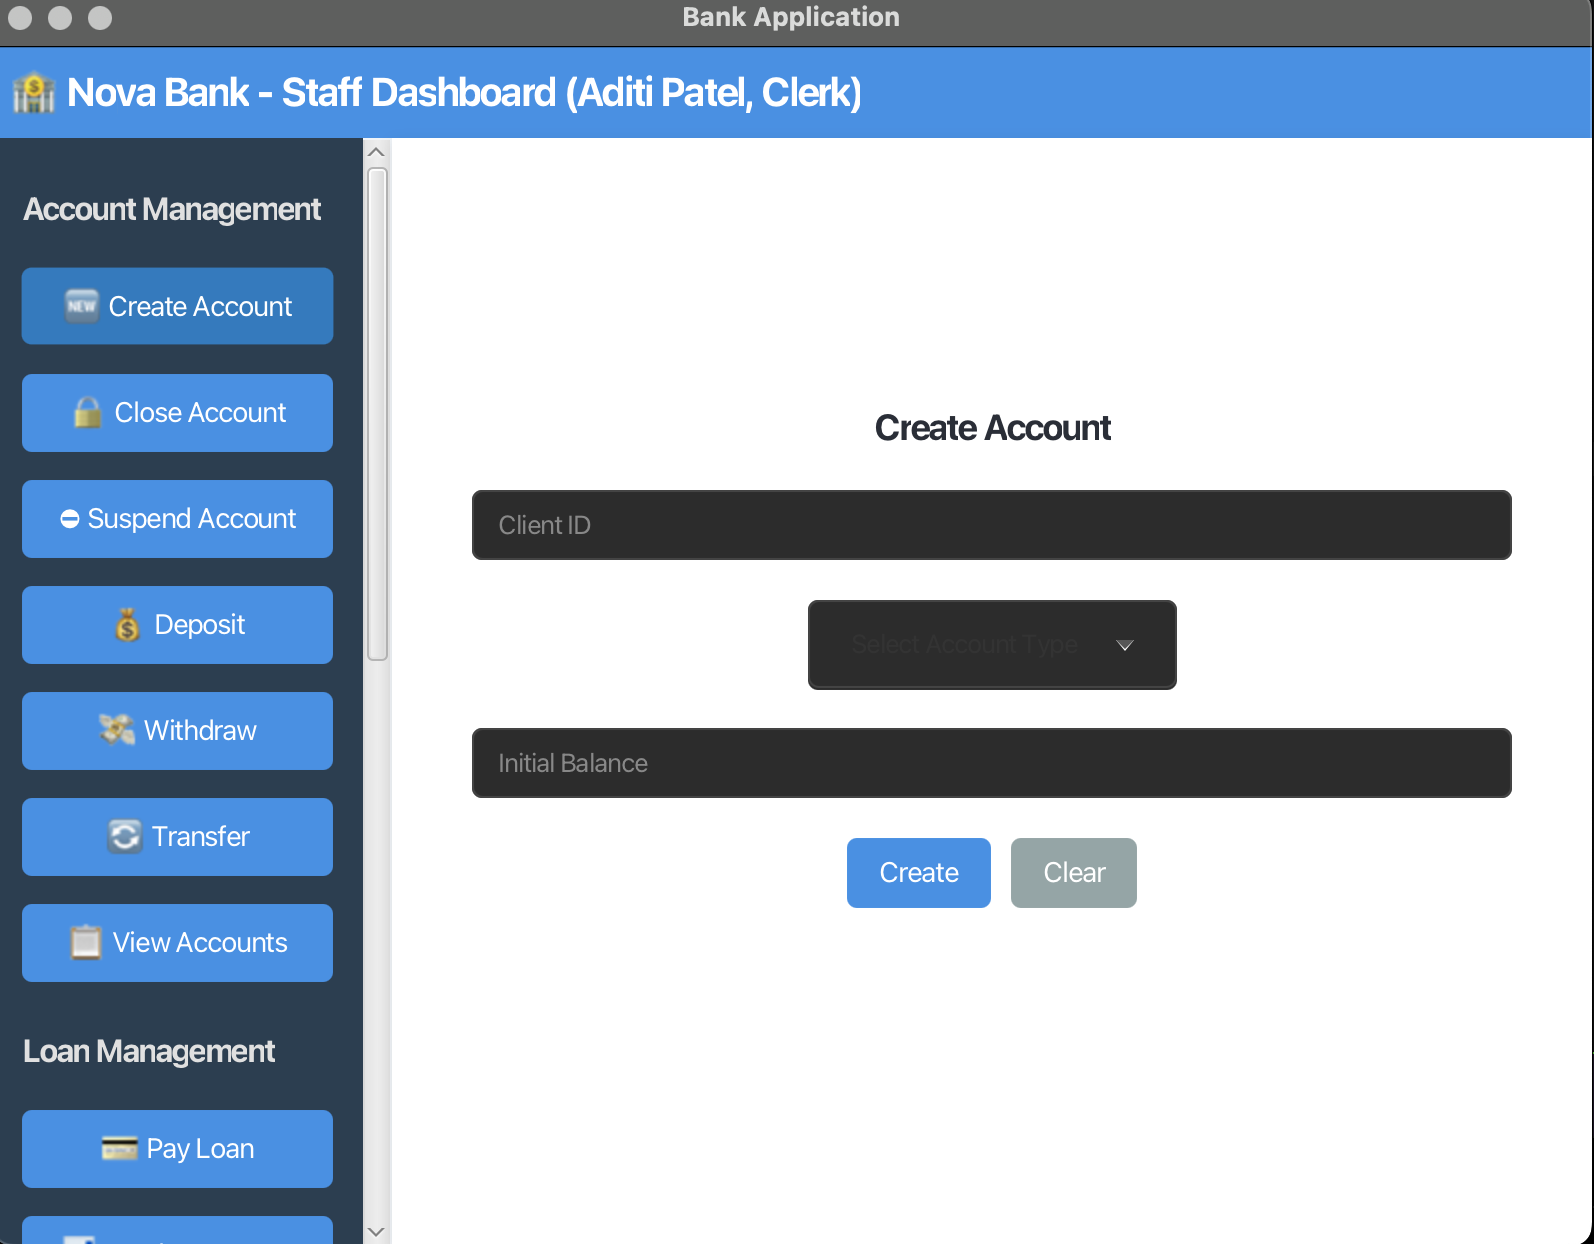 Bank Application
Nova Bank - Staff Dashboard (Aditi Patel, Clerk)
Account Management
NEW Create Account
Close Account
Suspend Account
Deposit
Withdraw
Transfer
View Accounts
Loan Management
Pay Loan
Create Account
Client ID
Select Account Type
Initial Balance
Create Clear